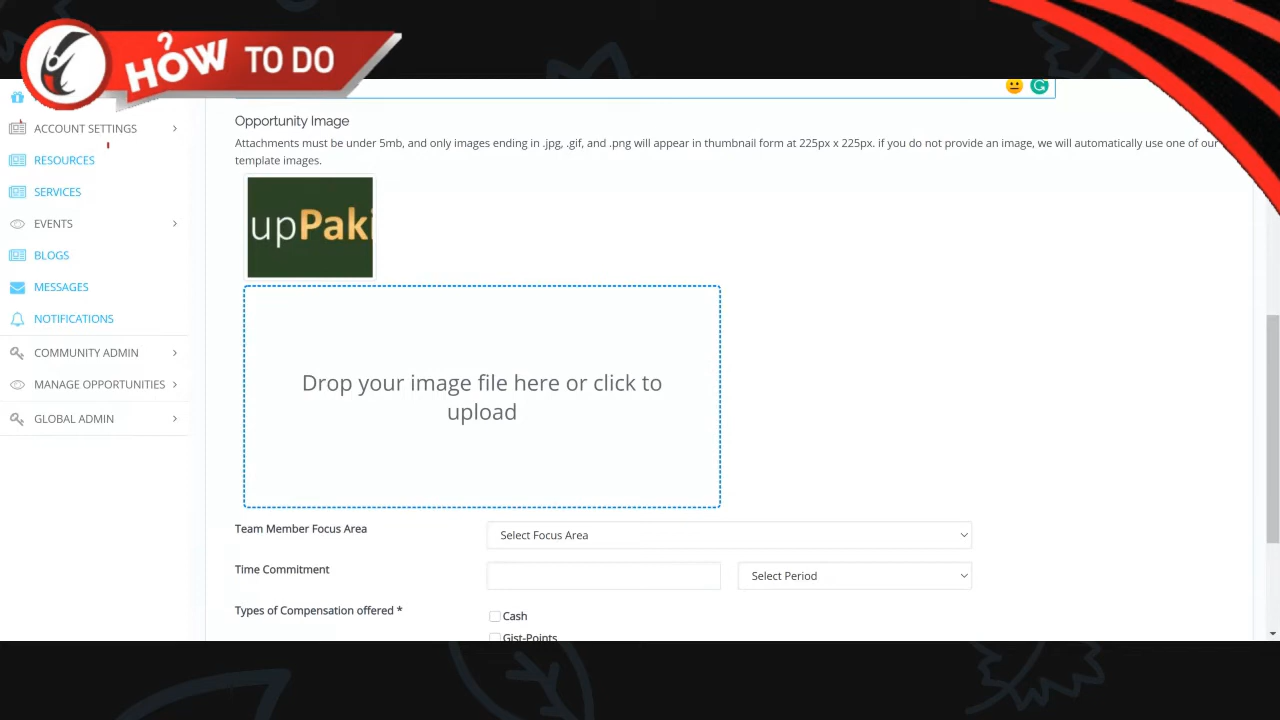 HOW TO DO
ACCOUNT SETTINGS
RESOURCES
SERVICES
EVENTS
BLOGS
MESSAGES
NOTIFICATIONS
COMMUNITY ADMIN
MANAGE OPPORTUNITIES
GLOBAL ADMIN
Opportunity Image
Attachments must be under 5mb, and only images ending in .jpg, .gif, and .png will appear in thumbnail form at 225px x 225px. if you do not provide an image, we will automatically use one of our
template images.
upPaki
Drop your image file here or click to
upload
Team Member Focus Area
Select Focus Area
Time Commitment
Select Period
Types of Compensation offered *
Cash
Gist-Points